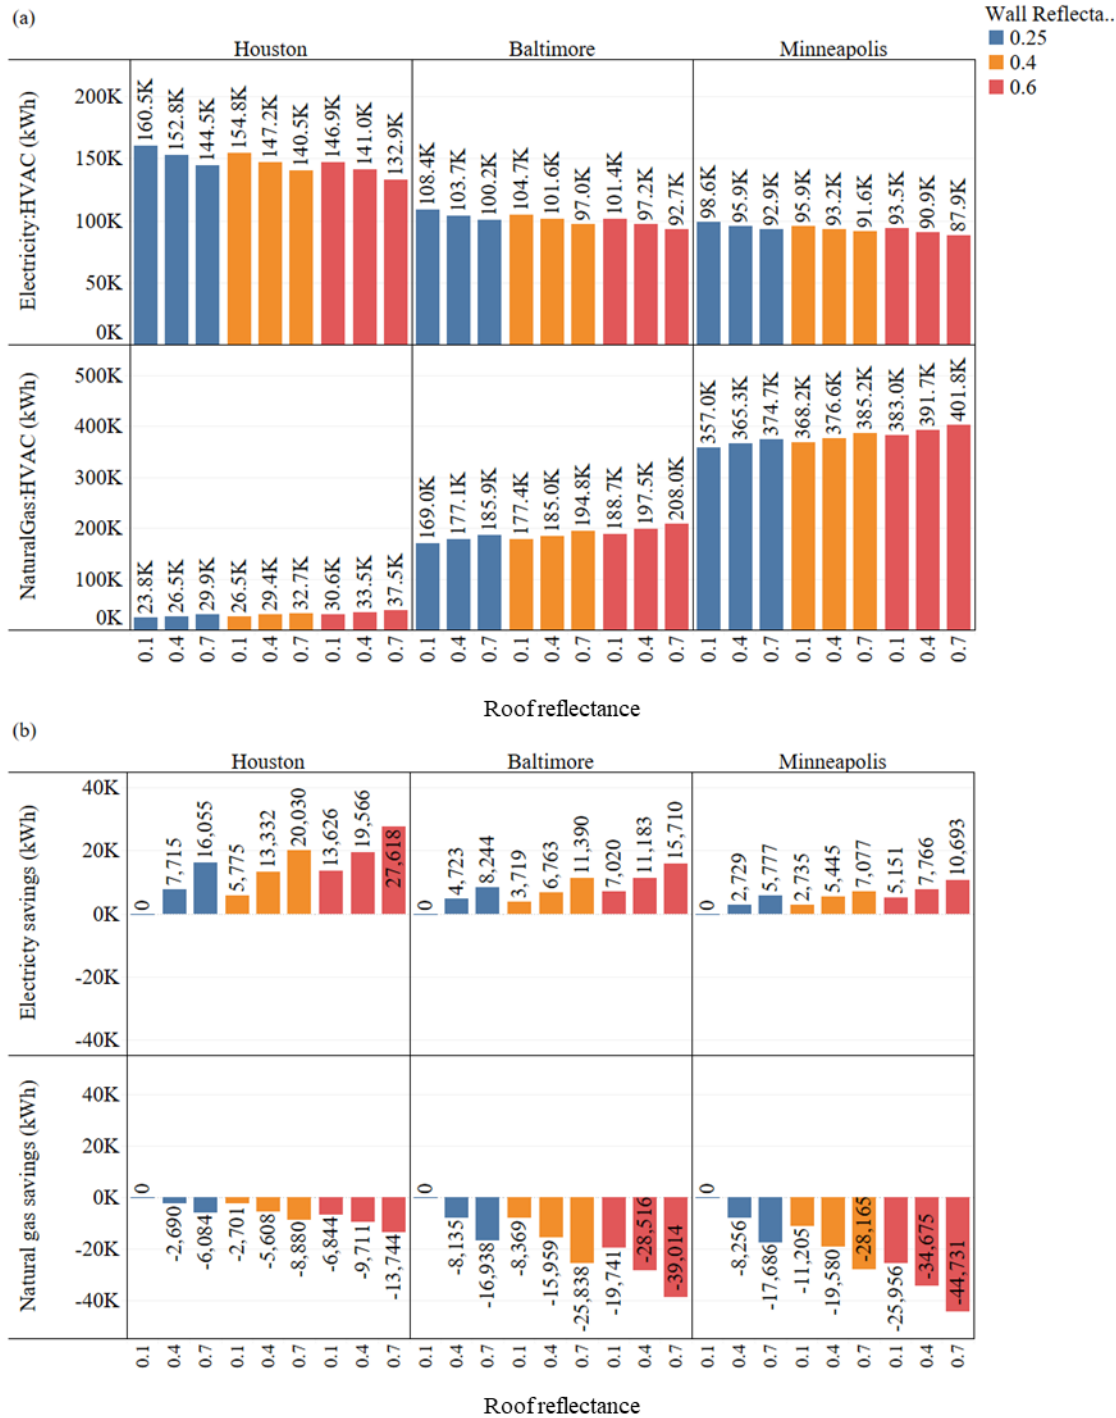 (a)
Wall Reflecta..
0.25
0.4
0.6
Houston Baltimore Minneapolis
Electricity:HVAC (kWh)
200K
150K
100K
50K
0K
160.5K 152.8K 144.5K 154.8K 147.2K 140.5K 146.9K 141.0K 132.9K
108.4K 103.7K 100.2K 104.7K 101.6K 97.0K 101.4K 97.2K 92.7K
98.6K 95.9K 92.9K 95.9K 93.2K 91.6K 93.5K 90.9K 87.9K
NaturalGas:HVAC (kWh)
500K
400K
300K
200K
100K
0K
23.8K 26.5K 29.9K 26.5K 29.4K 32.7K 30.6K 33.5K 37.5K
169.0K 177.1K 185.9K 177.4K 185.0K 194.8K 188.7K 197.5K 208.0K
357.0K 365.3K 374.7K 368.2K 376.6K 385.2K 383.0K 391.7K 401.8K
0.1 0.4 0.7 0.1 0.4 0.7 0.1 0.4 0.7 0.1 0.4 0.7 0.1 0.4 0.7 0.1 0.4 0.7 0.1 0.4 0.7 0.1 0.4 0.7 0.1 0.4 0.7
Roof reflectance
(b)
Houston Baltimore Minneapolis
Electricty savings (kWh)
40K
20K
0K
-20K
-40K
0 7,715 16,055 5,775 13,332 20,030 13,626 19,566 27,618
0 4,723 8,244 3,719 6,763 11,390 7,020 11,183 15,710
0 2,729 5,777 2,735 5,445 7,077 5,151 7,766 10,693
Natural gas savings (kWh)
40K
20K
0K
-20K
-40K
0 -2,690 -6,084 -2,701 -5,608 -8,880 -6,844 -9,711 -13,744
0 -8,135 -16,938 -8,369 -15,959 -25,838 -19,741 -28,516 -39,014
0 -8,256 -17,686 -11,205 -19,580 -28,165 -25,956 -34,675 -44,731
0.1 0.4 0.7 0.1 0.4 0.7 0.1 0.4 0.7 0.1 0.4 0.7 0.1 0.4 0.7 0.1 0.4 0.7 0.1 0.4 0.7 0.1 0.4 0.7 0.1 0.4 0.7
Roof reflectance